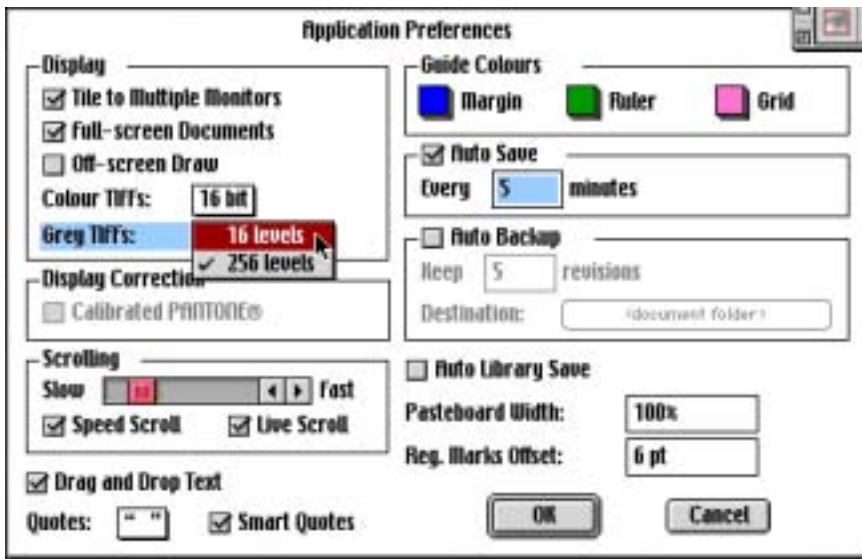 Application Preferences
Display
Tile to Multiple Monitors
Full-screen Documents
Off-screen Draw
Colour TIFFs: 16 bit
Grey TIFFs: 16 levels
✓ 256 levels
Display Correction
Calibrated PANTONE®
Scrolling
Slow Fast
Speed Scroll Live Scroll
Drag and Drop Text
Quotes: “ ” Smart Quotes
Guide Colours
Margin Ruler Grid
Auto Save
Every 5 minutes
Auto Backup
Keep 5 revisions
Destination: <document folder>
Auto Library Save
Pasteboard Width: 100%
Reg. Marks Offset: 6 pt
OK Cancel